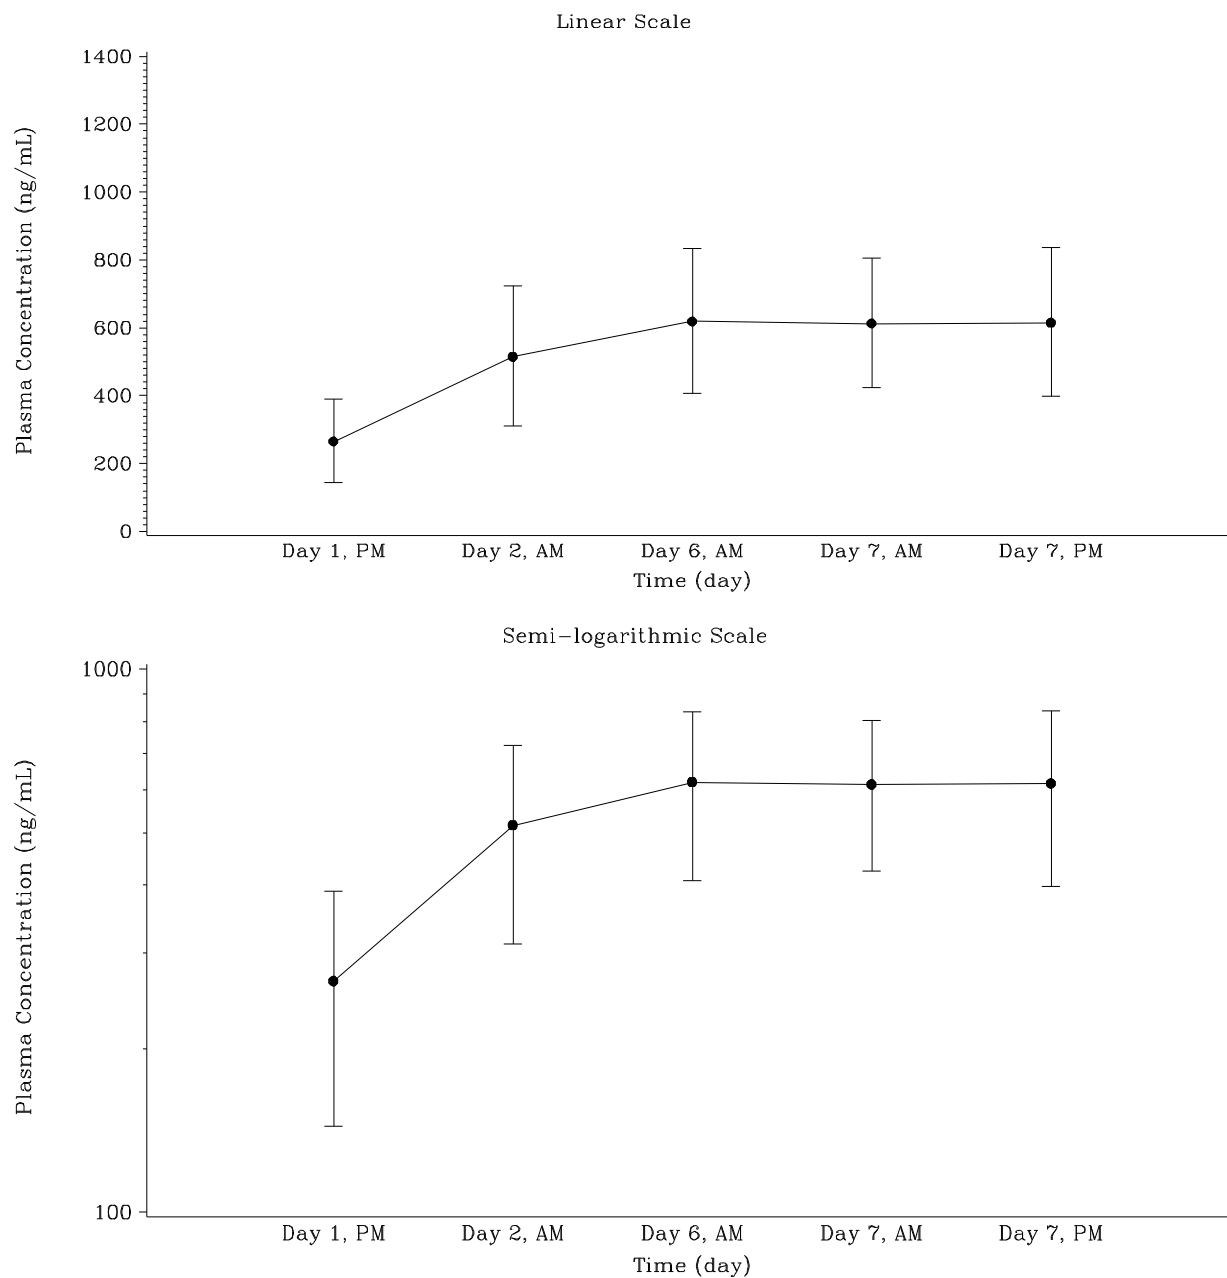 Linear Scale
1400
1200
1000
800
600
400
200
0
Plasma Concentration (ng/mL)
Day 1, PM Day 2, AM Day 6, AM Day 7, AM Day 7, PM
Time (day)
Semi-logarithmic Scale
1000
100
Plasma Concentration (ng/mL)
Day 1, PM Day 2, AM Day 6, AM Day 7, AM Day 7, PM
Time (day)